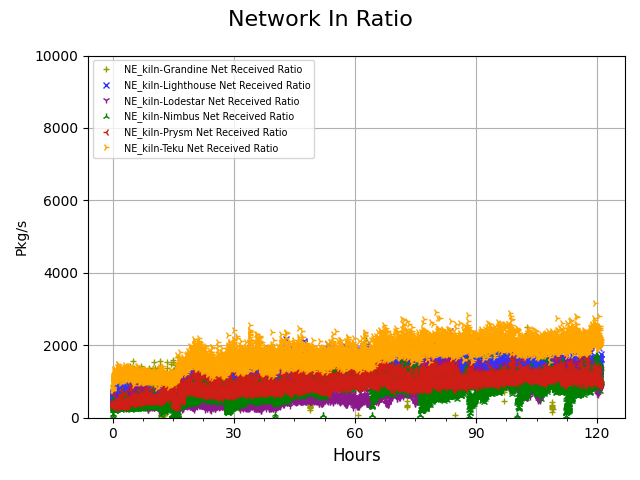 Network In Ratio
10000
8000
6000
4000
2000
0
Pkg/s
NE_kiln-Grandine Net Received Ratio
NE_kiln-Lighthouse Net Received Ratio
NE_kiln-Lodestar Net Received Ratio
NE_kiln-Nimbus Net Received Ratio
NE_kiln-Prysm Net Received Ratio
NE_kiln-Teku Net Received Ratio
0 30 60 90 120
Hours